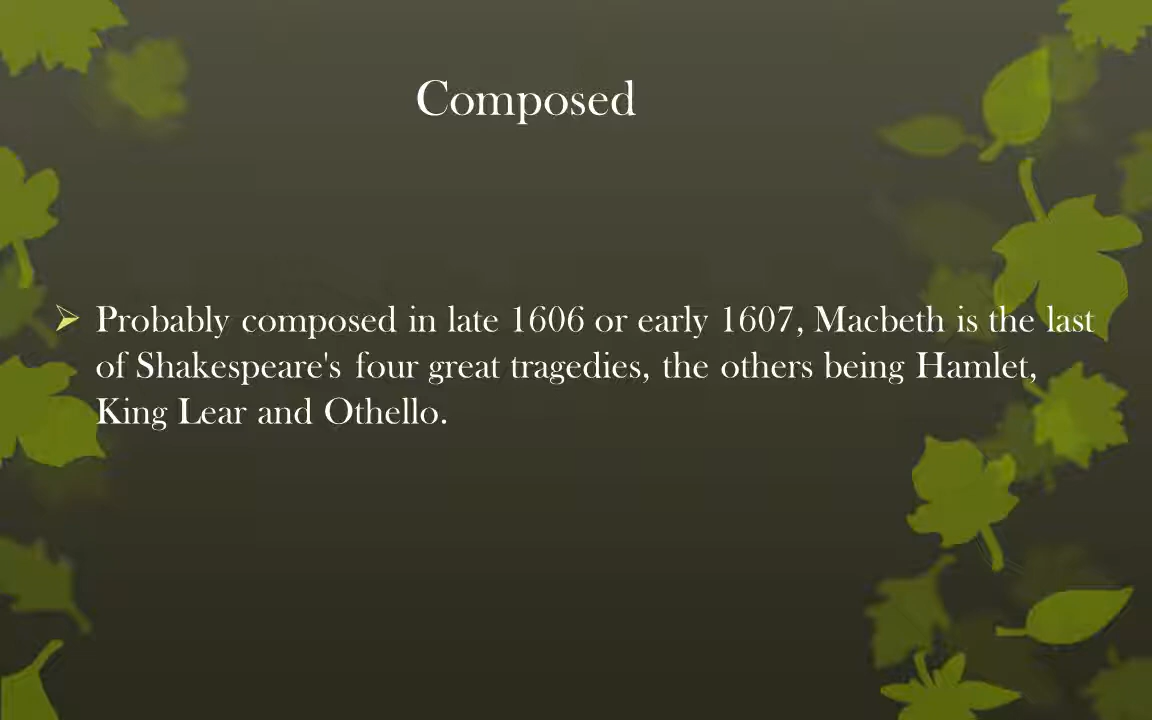 Composed
Probably composed in late 1606 or early 1607, Macbeth is the last
of Shakespeare's four great tragedies, the others being Hamlet,
King Lear and Othello.